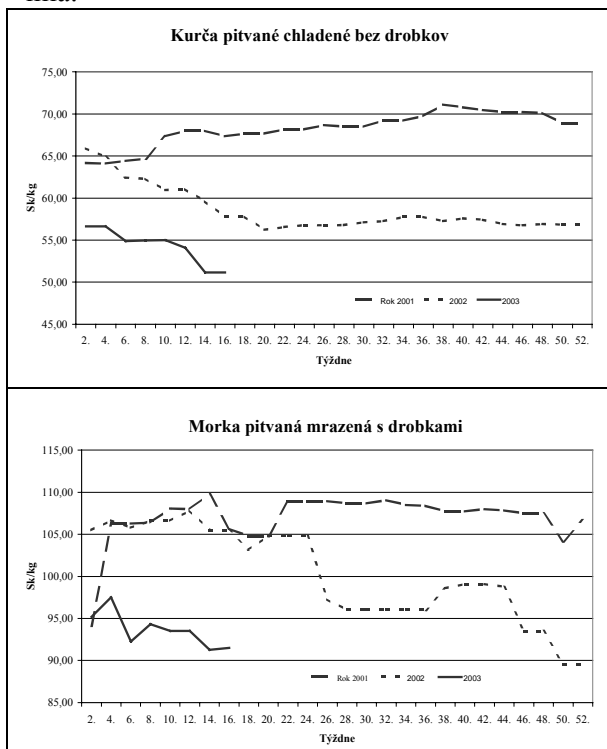 Kurča pitvané chladené bez drobkov
75,00
70,00
65,00
60,00
55,00
50,00
45,00
Sk/kg
2. 4. 6. 8. 10. 12. 14. 16. 18. 20. 22. 24. 26. 28. 30. 32. 34. 36. 38. 40. 42. 44. 46. 48. 50. 52.
Týždne
Rok 2001 2002 2003
Morka pitvaná mrazená s drobkami
115,00
110,00
105,00
100,00
95,00
90,00
85,00
Sk/kg
2. 4. 6. 8. 10. 12. 14. 16. 18. 20. 22. 24. 26. 28. 30. 32. 34. 36. 38. 40. 42. 44. 46. 48. 50. 52.
Týždne
Rok 2001 2002 2003